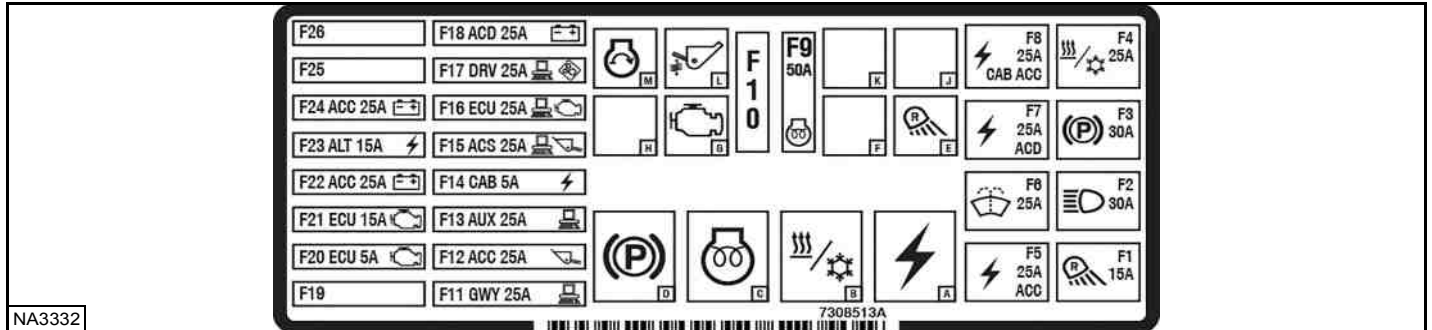 F26
F25
F24 ACC 25A
F23 ALT 15A
F22 ACC 25A
F21 ECU 15A
F20 ECU 5A
F19
F18 ACD 25A
F17 DRV 25A
F16 ECU 25A
F15 ACS 25A
F14 CAB 5A
F13 AUX 25A
F12 ACC 25A
F11 GWY 25A
M
L
F10
F9
50A
K
J
H
G
F
R
E
P
D
C
B
A
F8
25A
CAB ACC
F4
25A
F7
25A
ACD
P
F3
30A
F6
25A
F2
30A
F5
25A
ACC
R
F1
15A
7308513A
NA3332